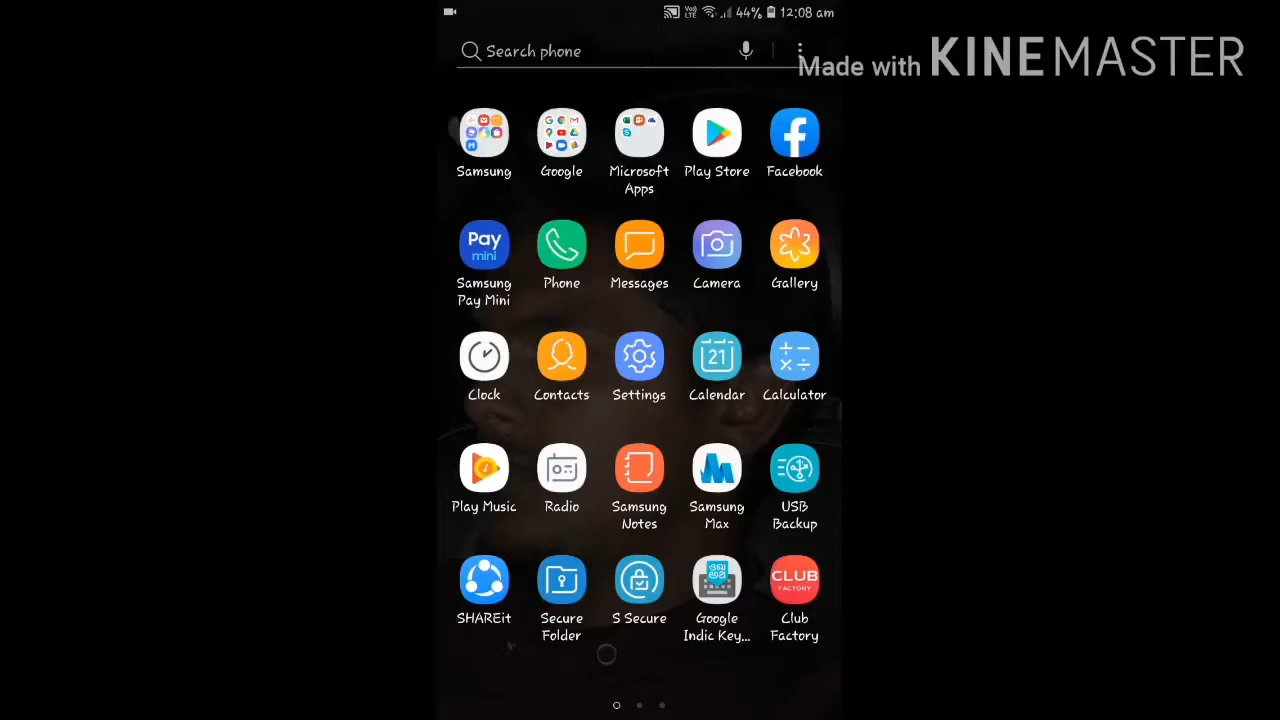 Vo))
LTE
44%
12:08 am
Search phone
Made with KINEMASTER
Samsung
Google
Microsoft
Apps
Play Store
Facebook
Pay
mini
Samsung
Pay Mini
Phone
Messages
Camera
Gallery
Clock
Contacts
Settings
21
Calendar
Calculator
Play Music
Radio
Samsung
Notes
Samsung
Max
USB
Backup
SHAREit
Secure
Folder
S Secure
Google
Indic Key...
CLUB
FACTORY
Club
Factory